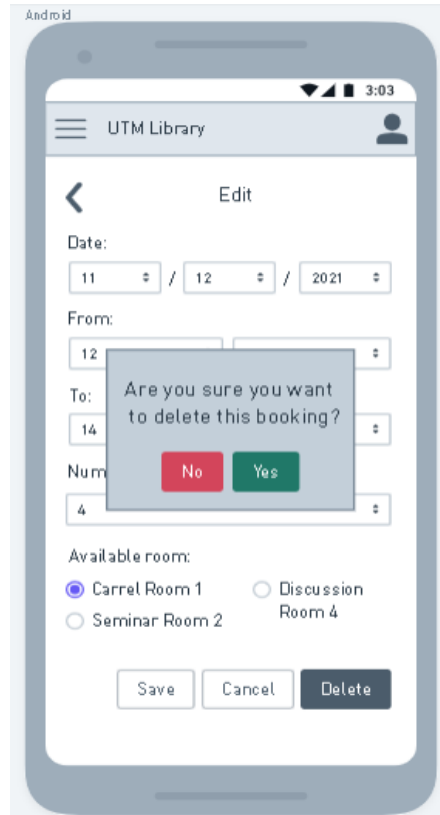 Android
3:03
UTM Library
Edit
Date:
11 / 12 / 2021
From:
12
Are you sure you want
to delete this booking?
To:
14
No Yes
Num
4
Available room:
Carrel Room 1
Discussion
Room 4
Seminar Room 2
Save Cancel Delete